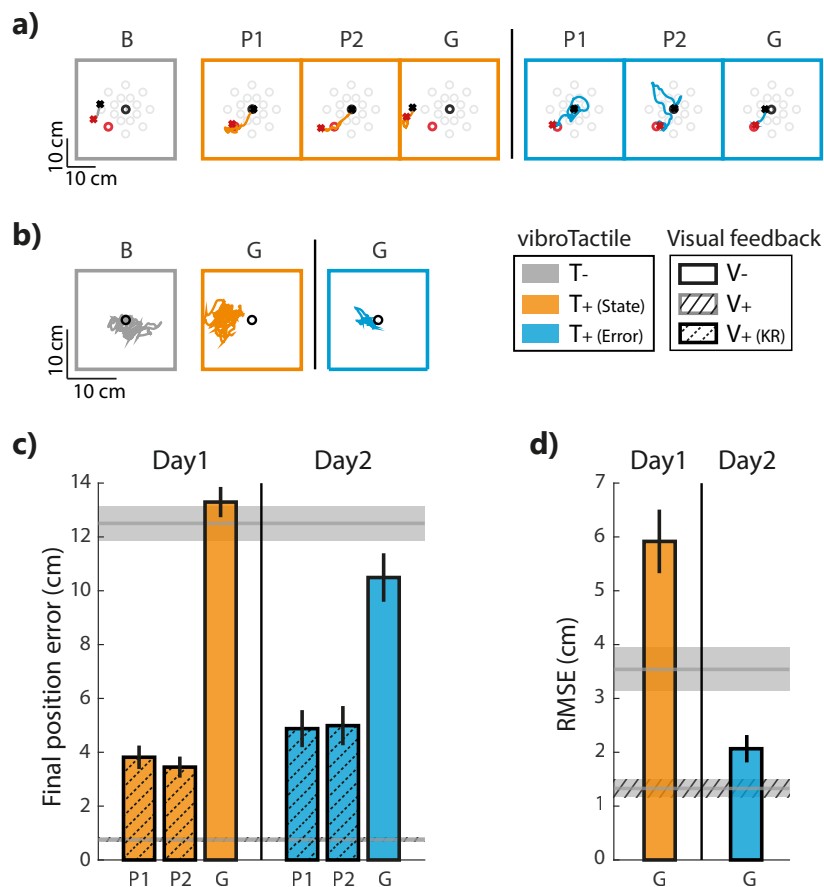 a)
B P1 P2 G P1 P2 G
10 cm
10 cm
b)
B G G
10 cm
10 cm
vibroTactile
T-
T+ (State)
T+ (Error)
Visual feedback
V-
V+
V+ (KR)
c)
Day1 Day2
Final position error (cm)
14
12
10
8
6
4
2
0
P1 P2 G P1 P2 G
d)
Day1 Day2
RMSE (cm)
7
6
5
4
3
2
1
0
G G